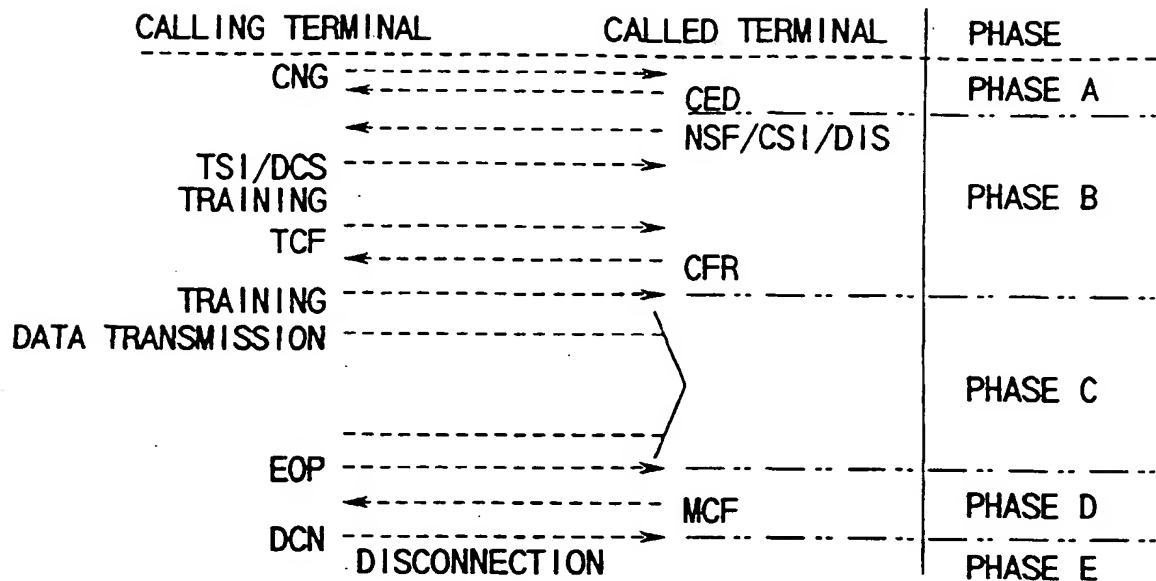 CALLING TERMINAL CALLED TERMINAL PHASE
CNG
CED
PHASE A
NSF/CSI/DIS
TSI/DCS
TRAINING
PHASE B
TCF
CFR
TRAINING
DATA TRANSMISSION
PHASE C
EOP
MCF
PHASE D
DCN
DISCONNECTION
PHASE E